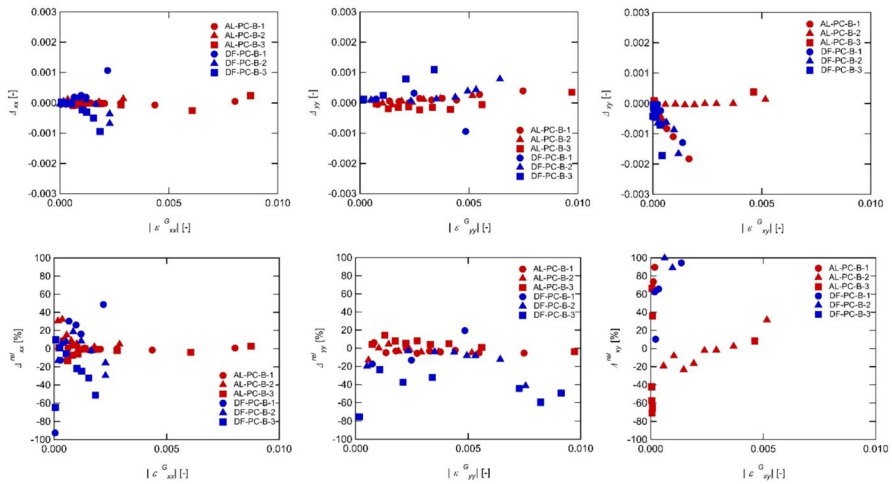 0.003
0.002
0.001
0.000
-0.001
-0.002
-0.003
Δ xx [-]
AL-PC-B-1
AL-PC-B-2
AL-PC-B-3
DF-PC-B-1
DF-PC-B-2
DF-PC-B-3
0.000 0.005 0.010
| ε G xx | [-]
0.003
0.002
0.001
0.000
-0.001
-0.002
-0.003
Δ yy [-]
AL-PC-B-1
AL-PC-B-2
AL-PC-B-3
DF-PC-B-1
DF-PC-B-2
DF-PC-B-3
0.000 0.005 0.010
| ε G yy | [-]
0.003
0.002
0.001
0.000
-0.001
-0.002
-0.003
Δ xy [-]
AL-PC-B-1
AL-PC-B-2
AL-PC-B-3
DF-PC-B-1
DF-PC-B-2
DF-PC-B-3
0.000 0.005 0.010
| ε G xy | [-]
100
80
60
40
20
0
-20
-40
-60
-80
-100
Δ rel xx [%]
AL-PC-B-1
AL-PC-B-2
AL-PC-B-3
DF-PC-B-1
DF-PC-B-2
DF-PC-B-3
0.000 0.005 0.010
| ε G xx | [-]
100
80
60
40
20
0
-20
-40
-60
-80
-100
Δ rel yy [%]
AL-PC-B-1
AL-PC-B-2
AL-PC-B-3
DF-PC-B-1
DF-PC-B-2
DF-PC-B-3
0.000 0.005 0.010
| ε G yy | [-]
100
80
60
40
20
0
-20
-40
-60
-80
-100
Δ rel xy [%]
AL-PC-B-1
AL-PC-B-2
AL-PC-B-3
DF-PC-B-1
DF-PC-B-2
DF-PC-B-3
0.000 0.005 0.010
| ε G xy | [-]